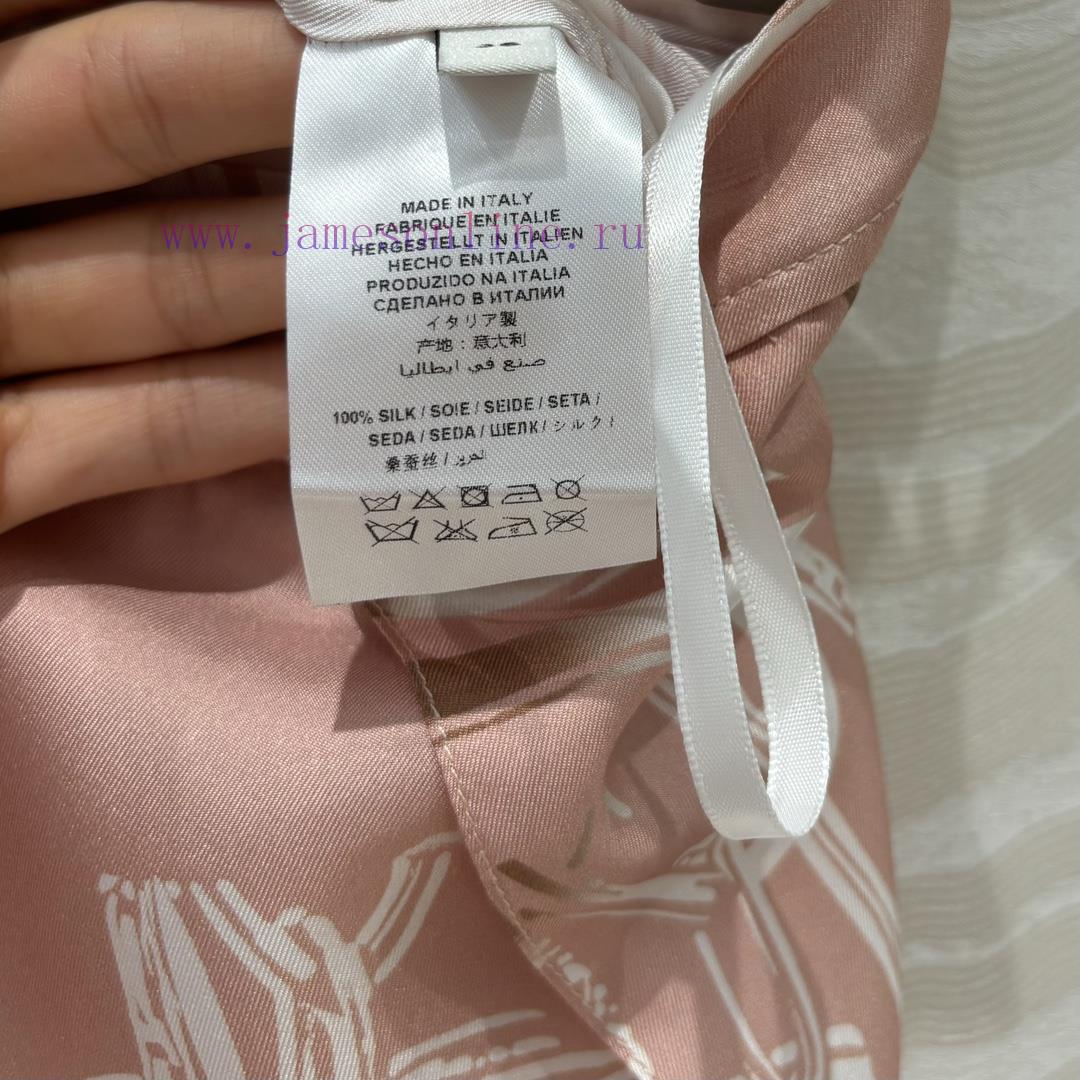 MADE IN ITALY
FABRIQUE EN ITALIE
www.jamesinline.ru
HERGESTELLT IN ITALIEN
HECHO EN ITALIA
PRODUZIDO NA ITALIA
СДЕЛАНО В ИТАЛИИ
イタリア製
产地：意大利
صنع في ايطاليا
100% SILK / SOIE / SEIDE / SETA /
SEDA / SEDA / ШЕЛК / シルク /
桑蚕丝 / لحرير